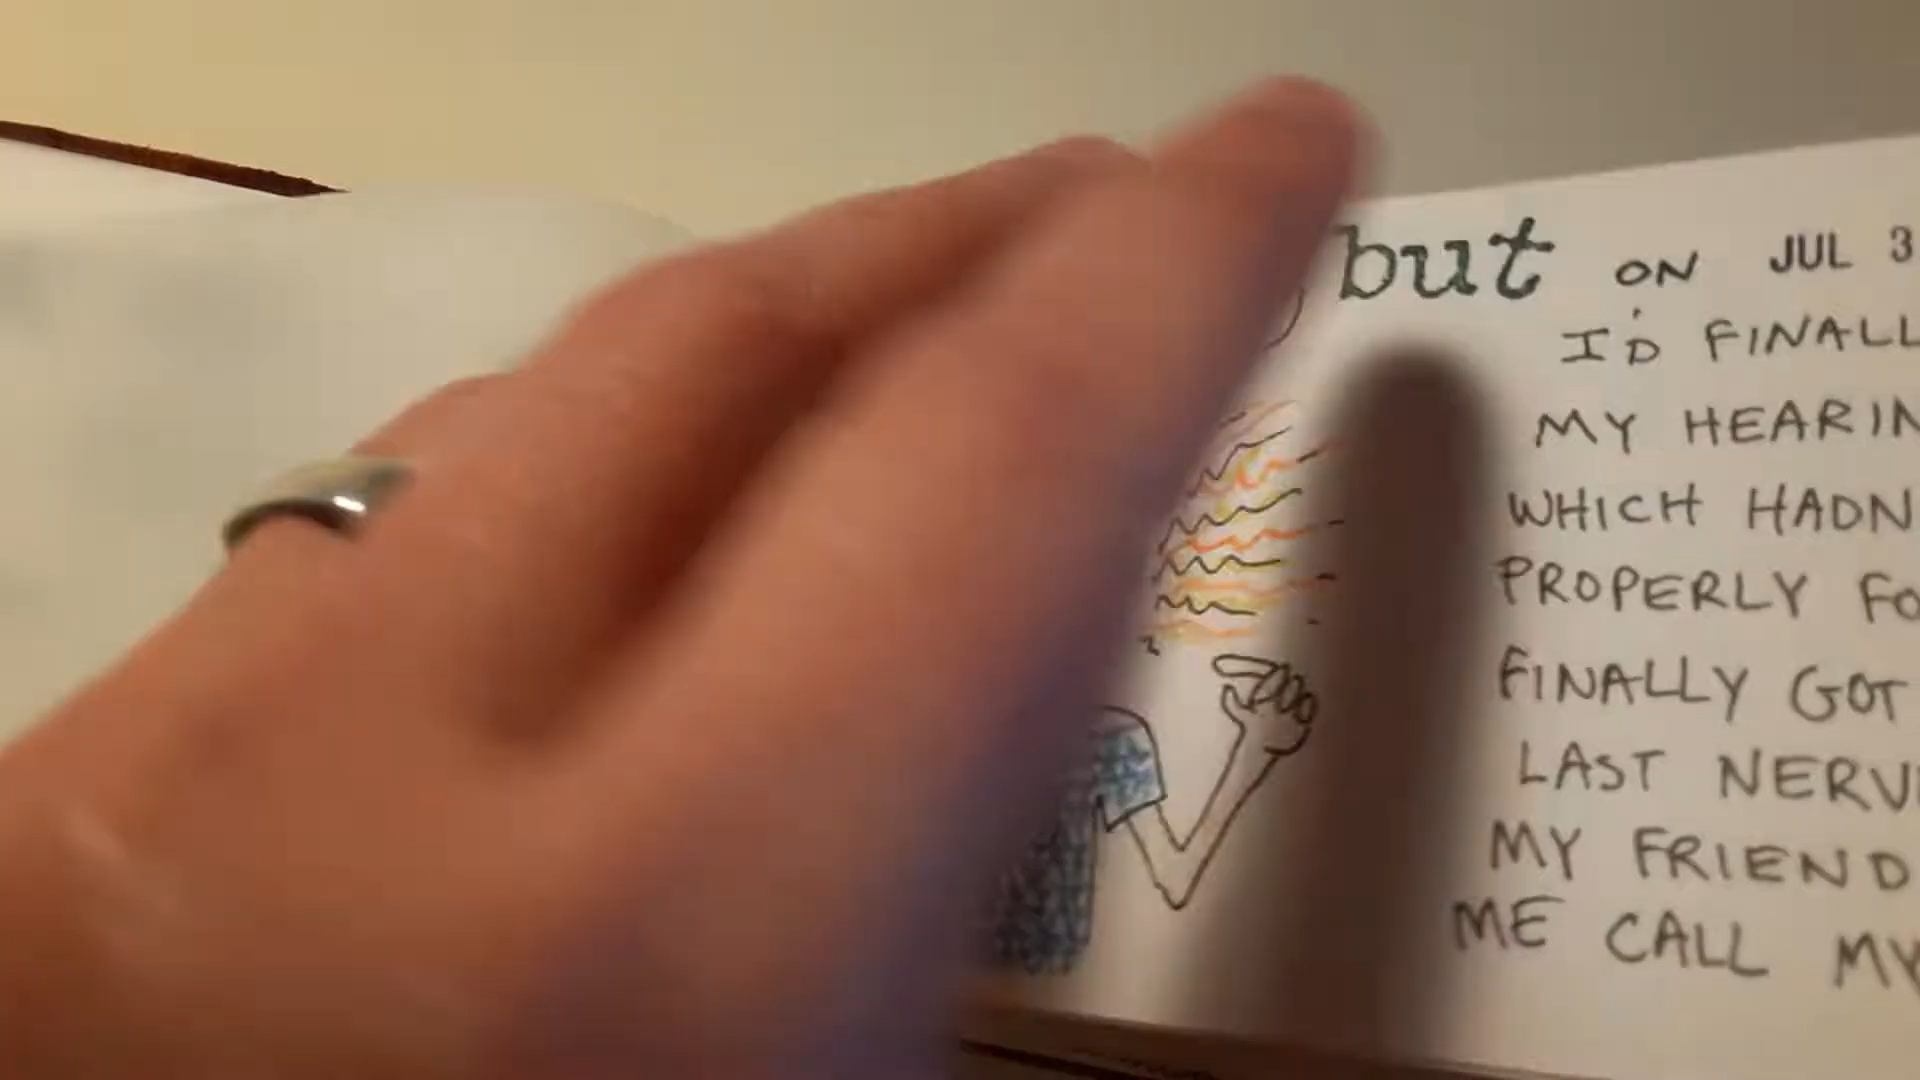 but ON JUL 3
I'D FINALL
MY HEARIN
WHICH HADN
PROPERLY FO
FINALLY GOT
LAST NERV
MY FRIEND
ME CALL MY